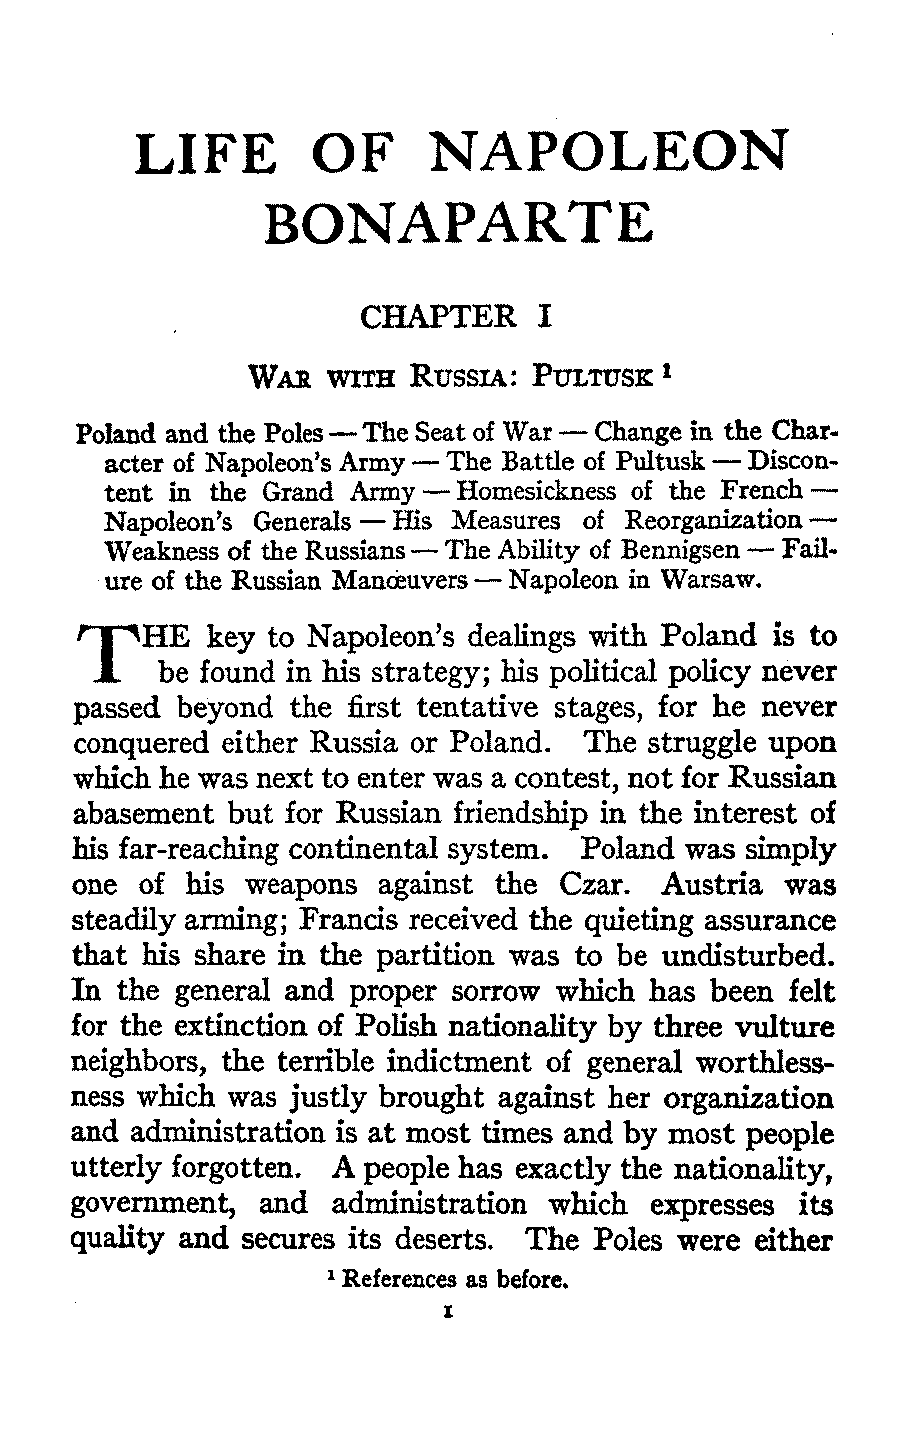 LIFE OF NAPOLEON
BONAPARTE
CHAPTER I
WAR WITH RUSSIA: PULTUSK ¹
Poland and the Poles — The Seat of War — Change in the Char-
acter of Napoleon's Army — The Battle of Pultusk — Discon-
tent in the Grand Army — Homesickness of the French —
Napoleon's Generals — His Measures of Reorganization —
Weakness of the Russians — The Ability of Bennigsen — Fail-
ure of the Russian Manœuvers — Napoleon in Warsaw.
THE key to Napoleon's dealings with Poland is to
be found in his strategy; his political policy never
passed beyond the first tentative stages, for he never
conquered either Russia or Poland. The struggle upon
which he was next to enter was a contest, not for Russian
abasement but for Russian friendship in the interest of
his far-reaching continental system. Poland was simply
one of his weapons against the Czar. Austria was
steadily arming; Francis received the quieting assurance
that his share in the partition was to be undisturbed.
In the general and proper sorrow which has been felt
for the extinction of Polish nationality by three vulture
neighbors, the terrible indictment of general worthless-
ness which was justly brought against her organization
and administration is at most times and by most people
utterly forgotten. A people has exactly the nationality,
government, and administration which expresses its
quality and secures its deserts. The Poles were either
¹ References as before.
1